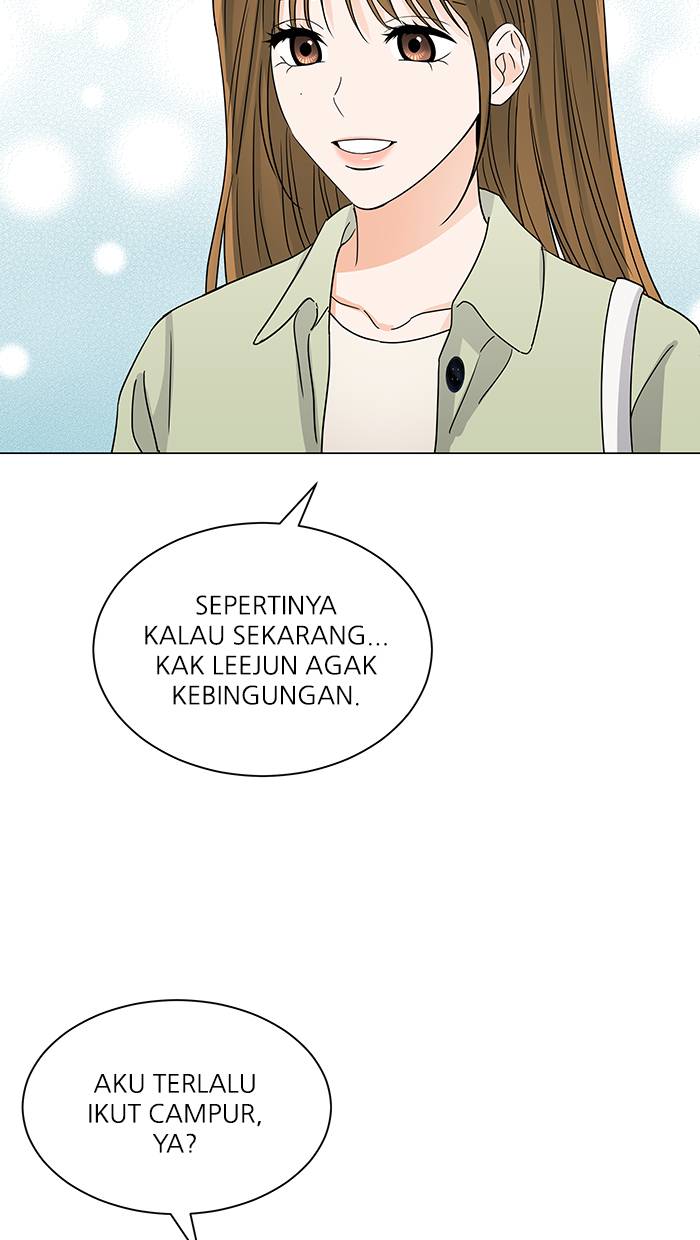 SEPERTINYA
KALAU SEKARANG...
KAK LEEJUN AGAK
KEBINGUNGAN.
AKU TERLALU
IKUT CAMPUR,
YA?